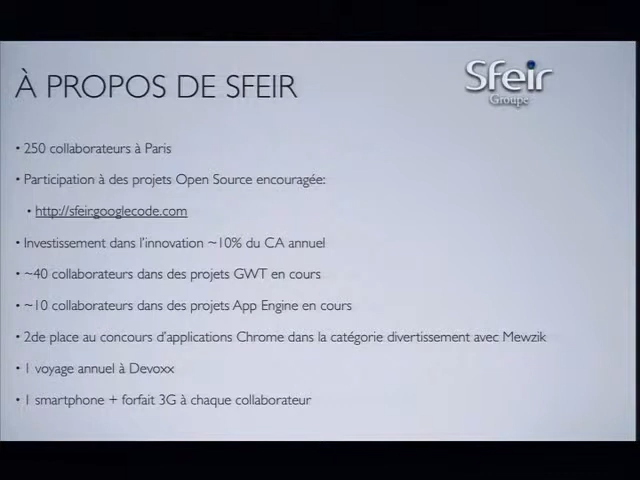 À PROPOS DE SFEIR
Sfeir
Groupe
• 250 collaborateurs à Paris
• Participation à des projets Open Source encouragée:
• http://sfeir.googlecode.com
• Investissement dans l'innovation ~10% du CA annuel
• ~40 collaborateurs dans des projets GWT en cours
• ~10 collaborateurs dans des projets App Engine en cours
• 2de place au concours d'applications Chrome dans la catégorie divertissement avec Mewzik
• 1 voyage annuel à Devoxx
• 1 smartphone + forfait 3G à chaque collaborateur